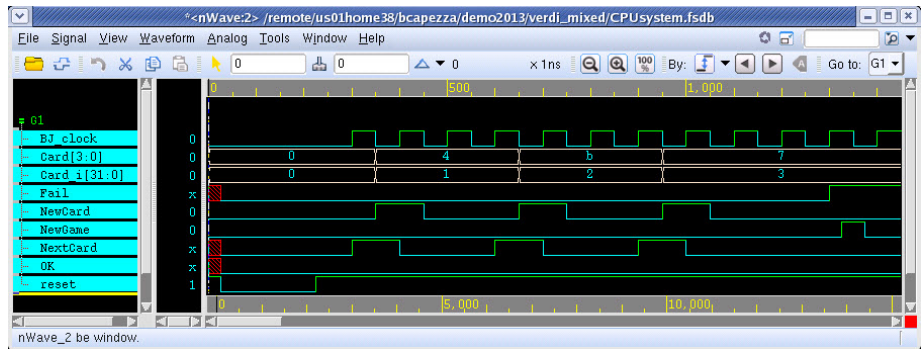 *<nWave:2> /remote/us01home38/bcapezza/demo2013/verdi_mixed/CPUsystem.fsdb
File Signal View Waveform Analog Tools Window Help
0 0 0 x 1ns 100% By: Go to: G1
0 500 1,000
G1
BJ_clock 0
Card[3:0] 0 0 4 b 7
Card_i[31:0] 0 0 1 2 3
Fail x
NewCard 0
NewGame 0
NextCard x
OK x
reset 1
0 5,000 10,000
nWave_2 be window.